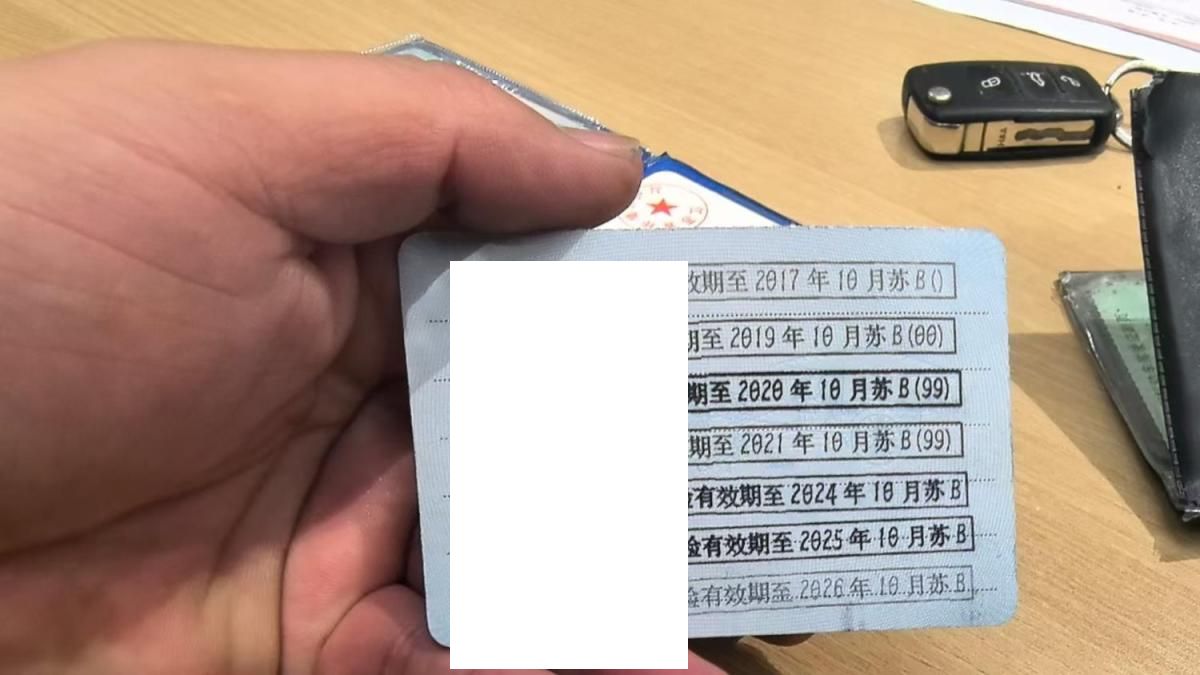 效期至 2017 年 10 月苏 B()
期至 2019 年 10 月苏 B(00)
期至 2020 年 10 月苏 B(99)
期至 2021 年 10 月苏 B(99)
有效期至 2024 年 10 月苏 B
验有效期至 2025 年 10 月苏 B
验有效期至 2026 年 10 月苏 B